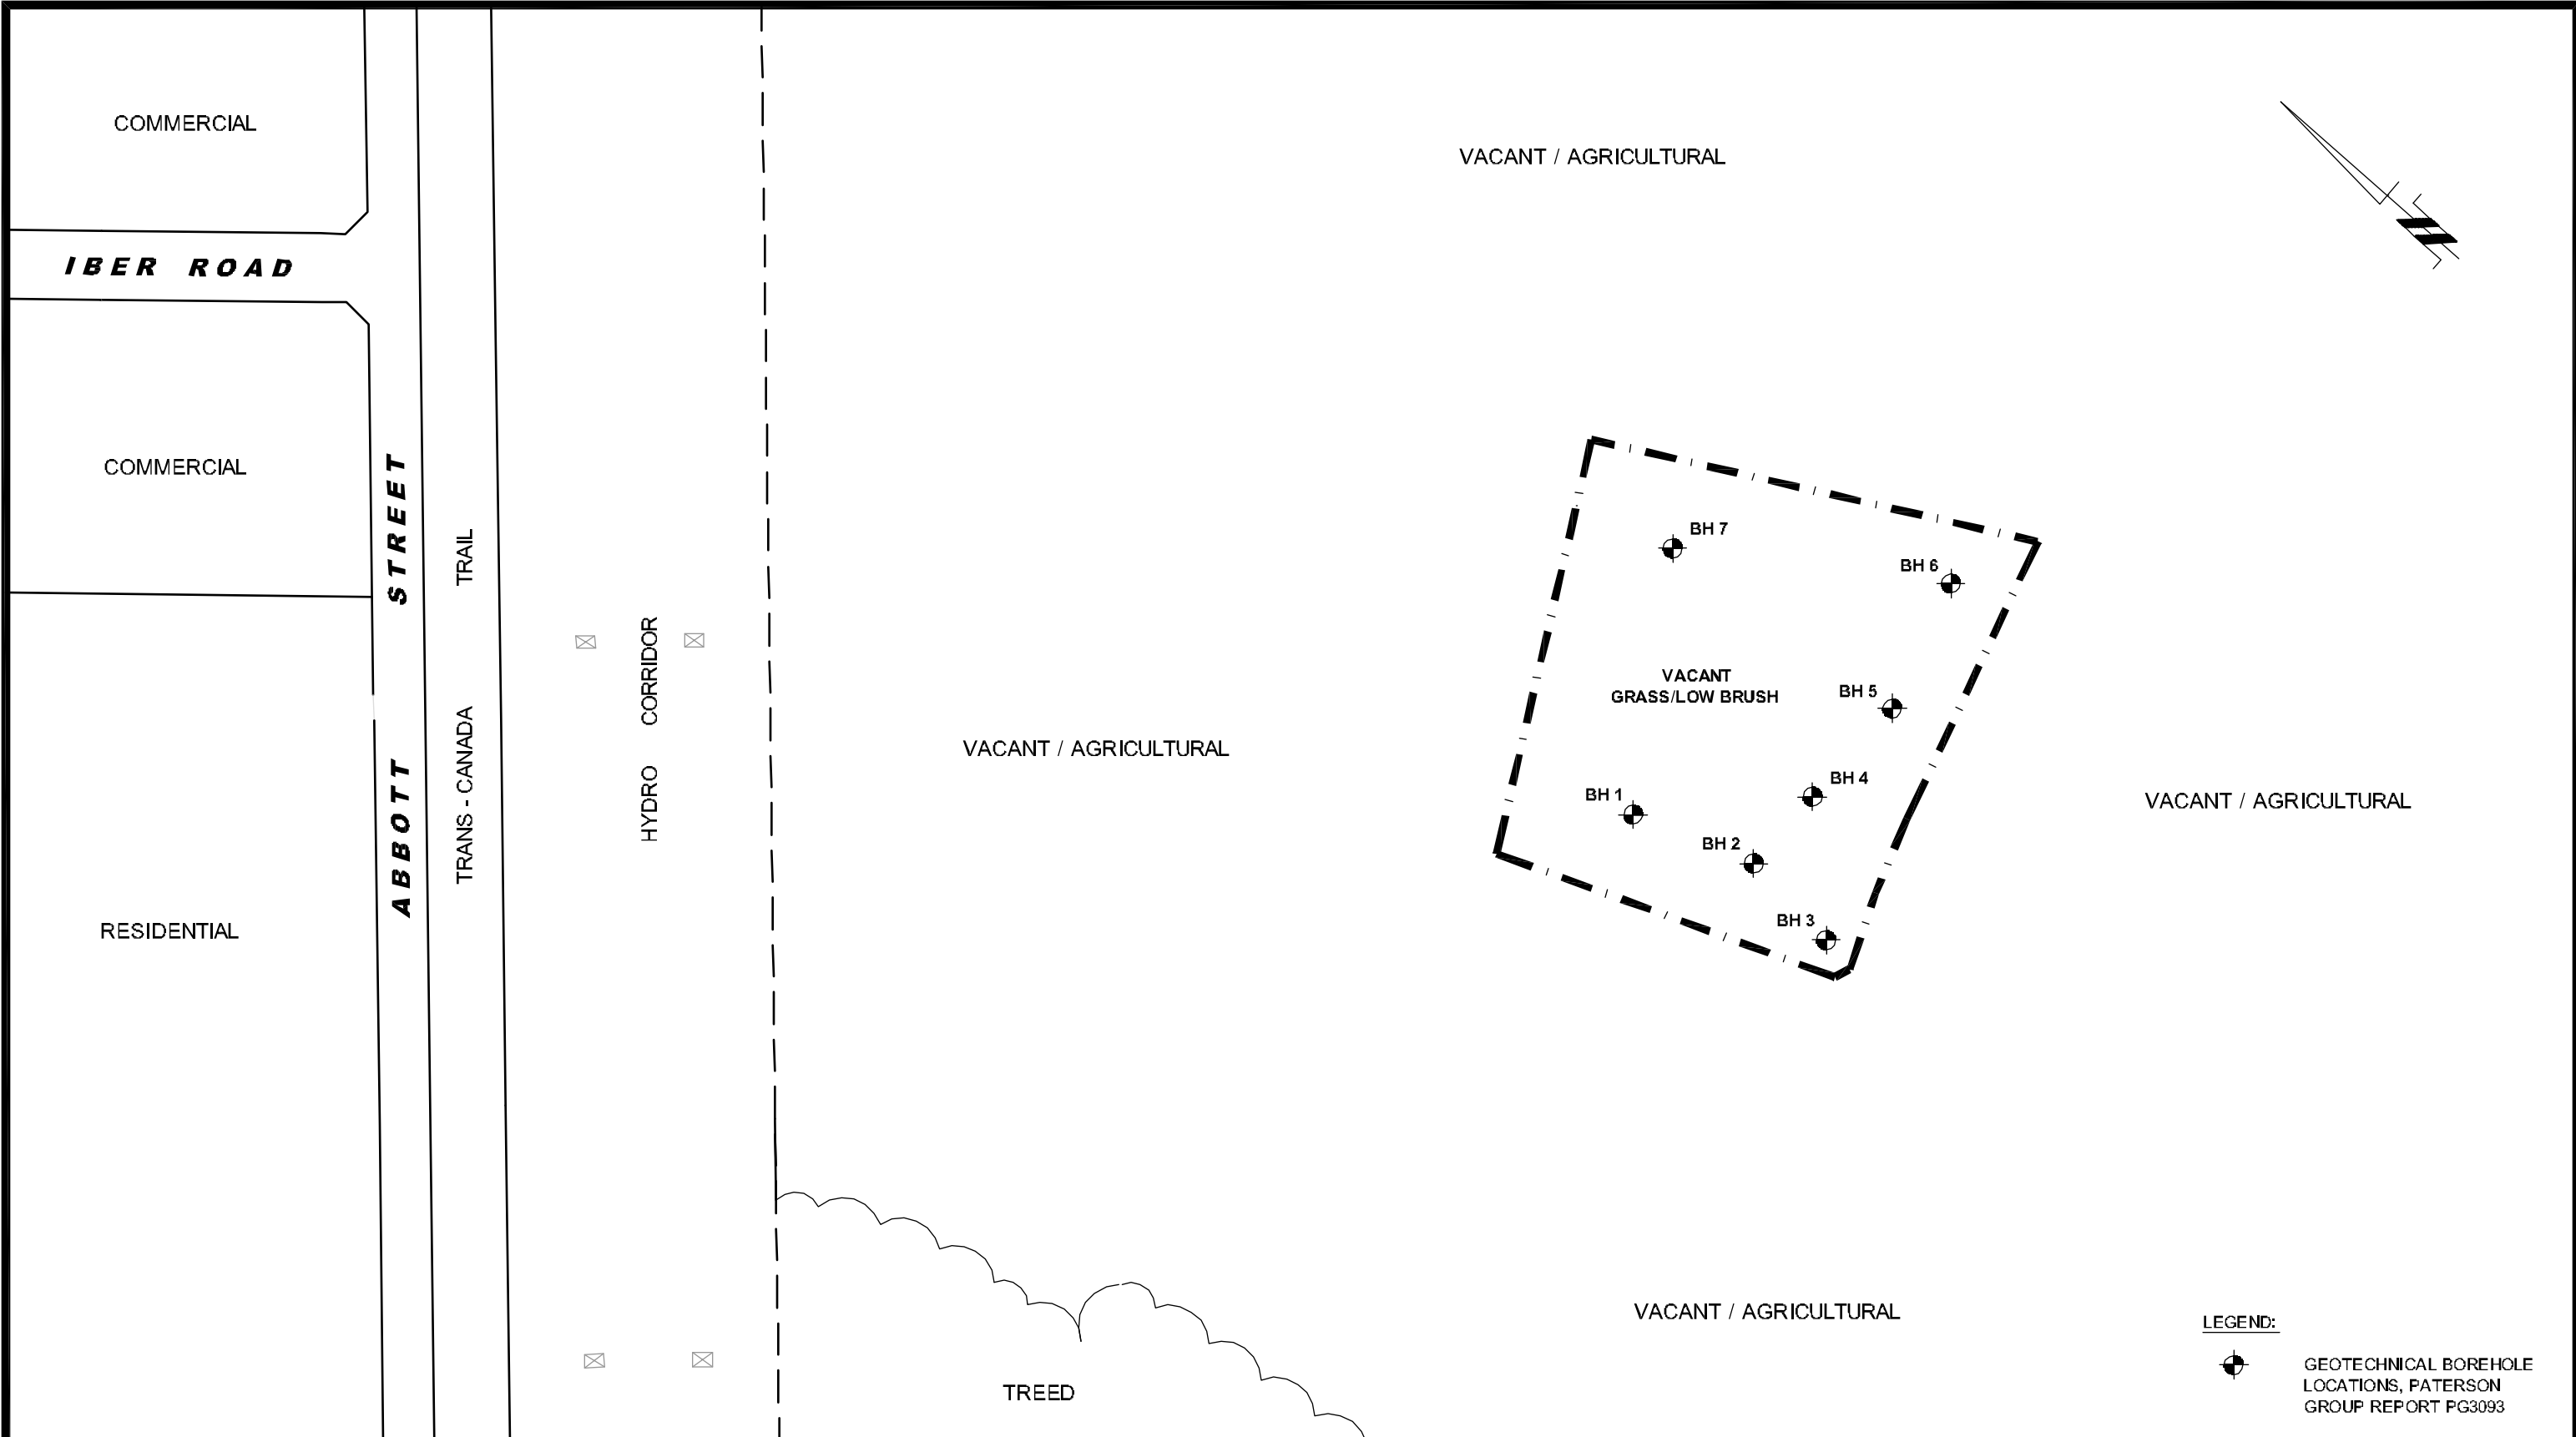 COMMERCIAL
VACANT / AGRICULTURAL
IBER ROAD
COMMERCIAL
ABBOTT STREET
TRANS - CANADA TRAIL
HYDRO CORRIDOR
BH 7
BH 6
VACANT
GRASS/LOW BRUSH
BH 5
VACANT / AGRICULTURAL
BH 4
BH 1
VACANT / AGRICULTURAL
BH 2
BH 3
RESIDENTIAL
VACANT / AGRICULTURAL
TREED
LEGEND:
GEOTECHNICAL BOREHOLE
LOCATIONS, PATERSON
GROUP REPORT PG3093